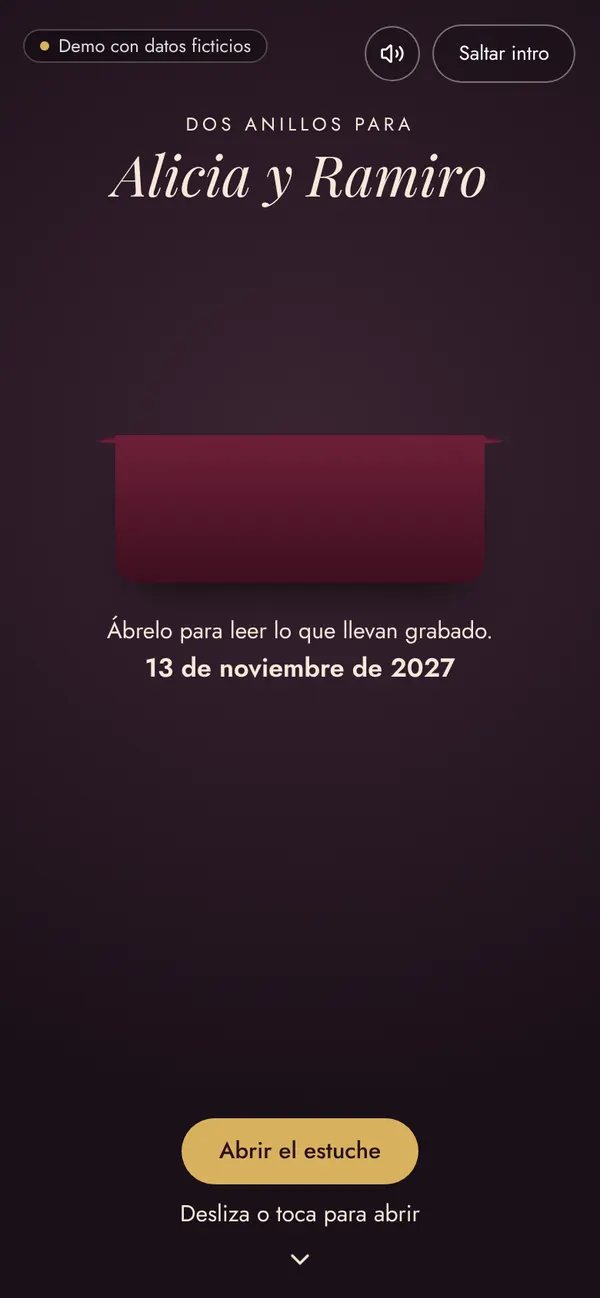 Demo con datos ficticios
Saltar intro
DOS ANILLOS PARA
Alicia y Ramiro
Ábrelo para leer lo que llevan grabado.
13 de noviembre de 2027
Abrir el estuche
Desliza o toca para abrir